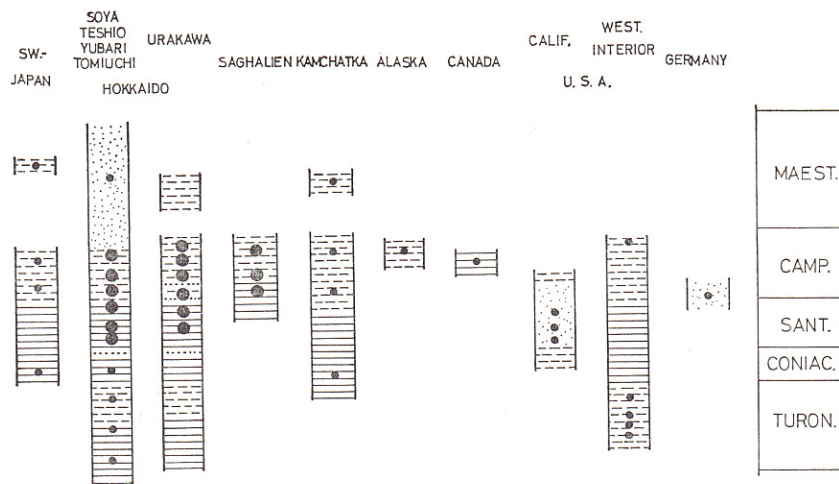 SW.-
JAPAN
SOYA
TESHIO
YUBARI
TOMIUCHI
URAKAWA
HOKKAIDO
SAGHALIEN
KAMCHATKA
ALASKA
CANADA
CALIF.
WEST.
INTERIOR
U. S. A.
GERMANY
MAEST.
CAMP.
SANT.
CONIAC.
TURON.